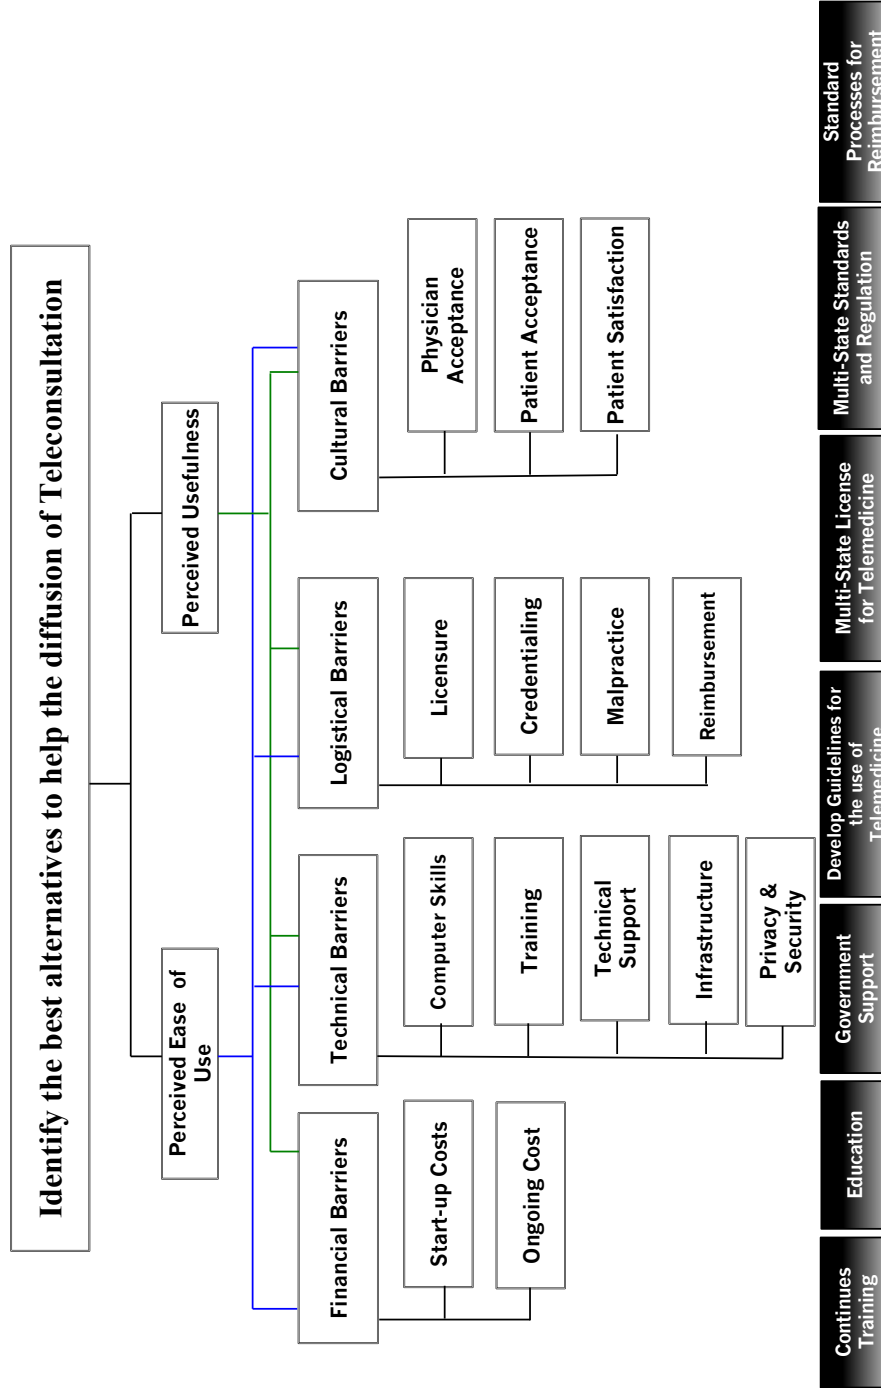 Identify the best alternatives to help the diffusion of Teleconsultation
Perceived Ease of
Use
Perceived Usefulness
Financial Barriers
Technical Barriers
Logistical Barriers
Cultural Barriers
Start-up Costs
Ongoing Cost
Computer Skills
Training
Technical
Support
Infrastructure
Privacy &
Security
Licensure
Credentialing
Malpractice
Reimbursement
Physician
Acceptance
Patient Acceptance
Patient Satisfaction
Continues
Training
Education
Government
Support
Develop Guidelines for
the use of
Telemedicine
Multi-State License
for Telemedicine
Multi-State Standards
and Regulation
Standard
Processes for
Reimbursement